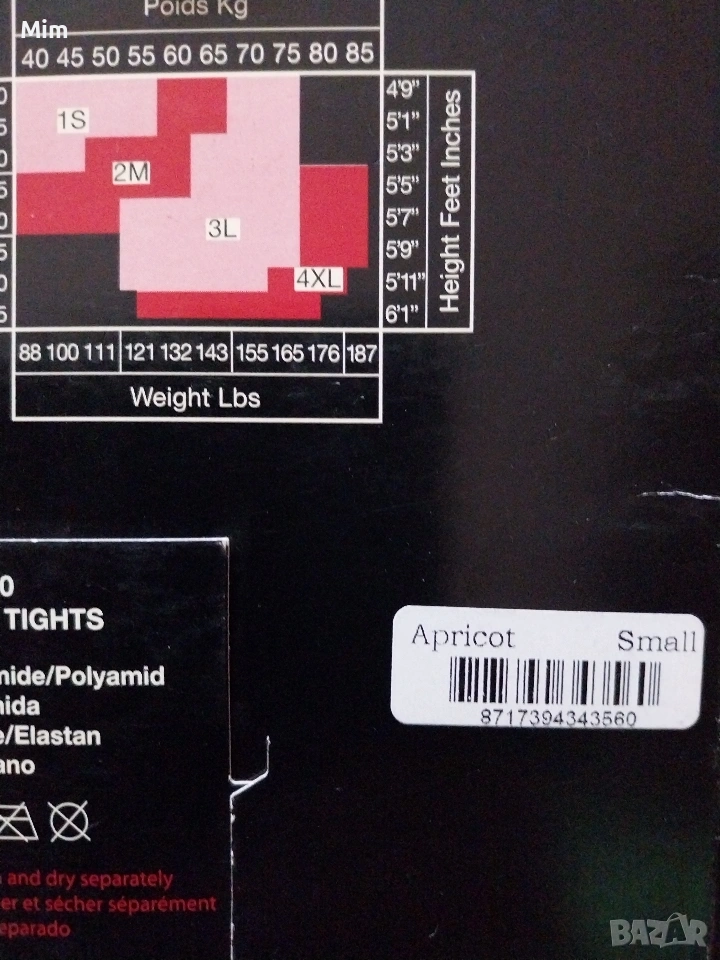 Mim
Poids Kg
40 45 50 55 60 65 70 75 80 85
4'9"
1S
5'1"
5'3"
2M
5'5"
5'7"
3L
5'9"
4XL
5'11"
6'1"
Height Feet Inches
88 100 111 121 132 143 155 165 176 187
Weight Lbs
0
TIGHTS
mide/Polyamid
nida
e/Elastan
ano
and dry separately
er et sécher séparément
eparado
Apricot Small
8717394343560
BAZAR